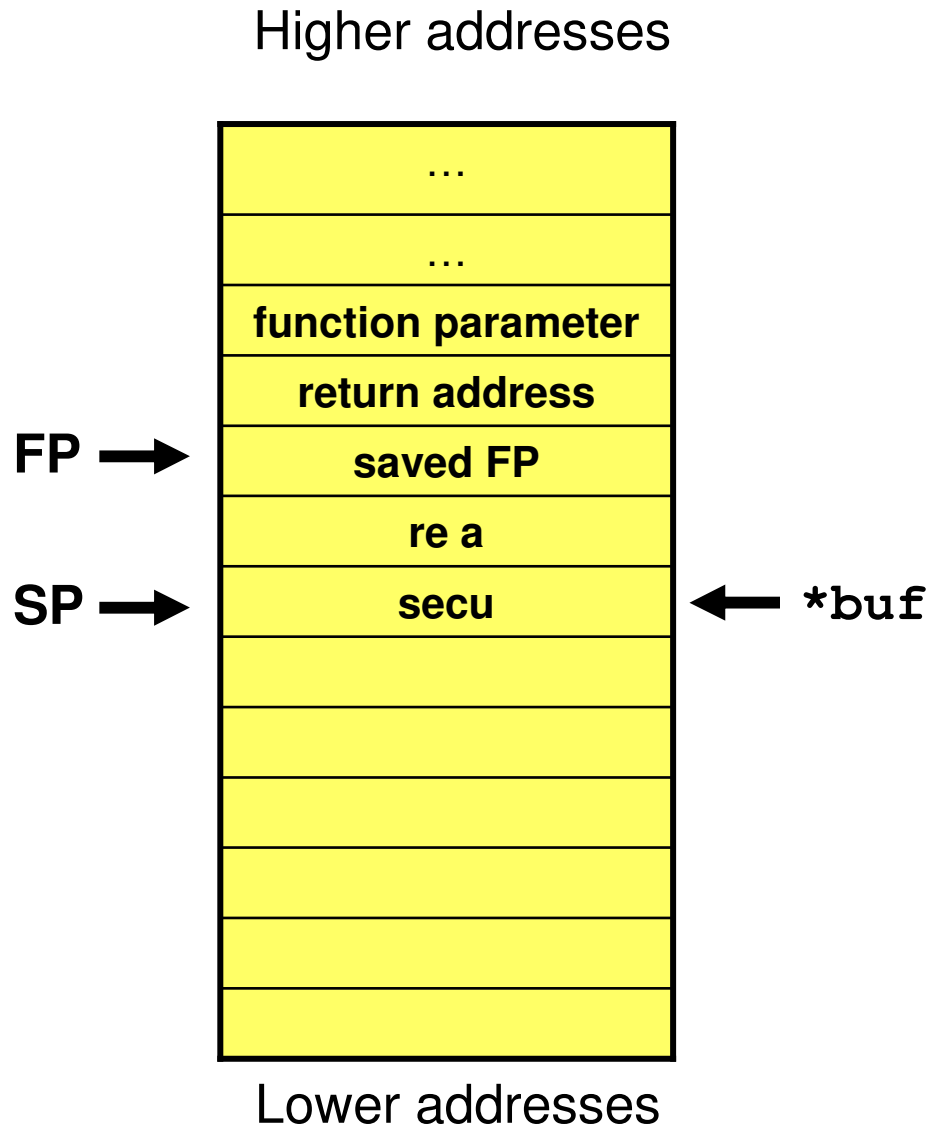 Higher addresses
...
...
function parameter
return address
FP saved FP
re a
SP secu *buf
Lower addresses